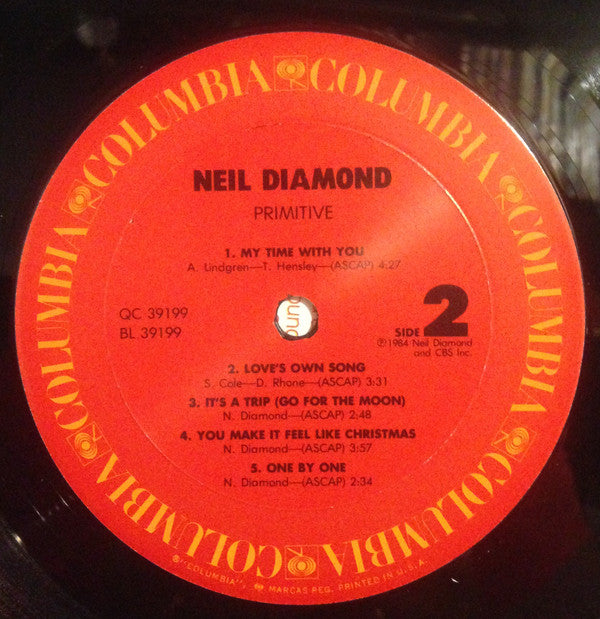 COLUMBIA COLUMBIA COLUMBIA COLUMBIA COLUMBIA COLUMBIA
NEIL DIAMOND
PRIMITIVE
1. MY TIME WITH YOU
A. Lindgren—T. Hensley—(ASCAP) 4:27
QC 39199
BL 39199
SIDE 2
℗1984 Neil Diamond
and CBS Inc.
2. LOVE'S OWN SONG
S. Cole—D. Rhone—(ASCAP) 3:31
3. IT'S A TRIP (GO FOR THE MOON)
N. Diamond—(ASCAP) 2:48
4. YOU MAKE IT FEEL LIKE CHRISTMAS
N. Diamond—(ASCAP) 3:57
5. ONE BY ONE
N. Diamond—(ASCAP) 2:34
® "COLUMBIA", MARCAS REG. PRINTED IN U.S.A.